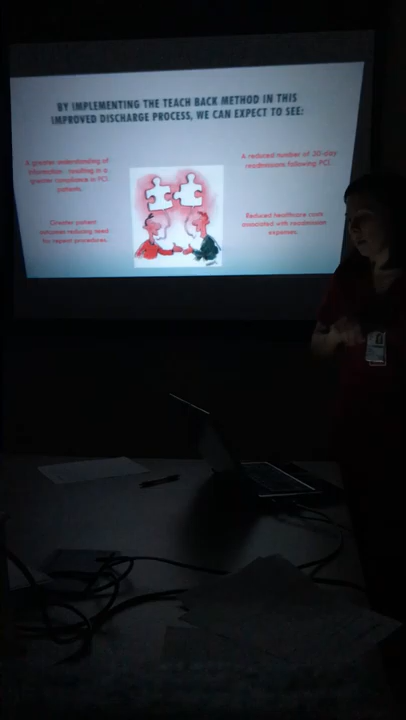 BY IMPLEMENTING THE TEACH BACK METHOD IN THIS
IMPROVED DISCHARGE PROCESS, WE CAN EXPECT TO SEE:
A greater understanding of
information - resulting in a
greater compliance in PCI
patients.
Greater patient
outcomes reducing need
for repeat procedures.
A reduced number of 30-day
readmissions following PCI.
Reduced healthcare costs
associated with readmission
expenses.